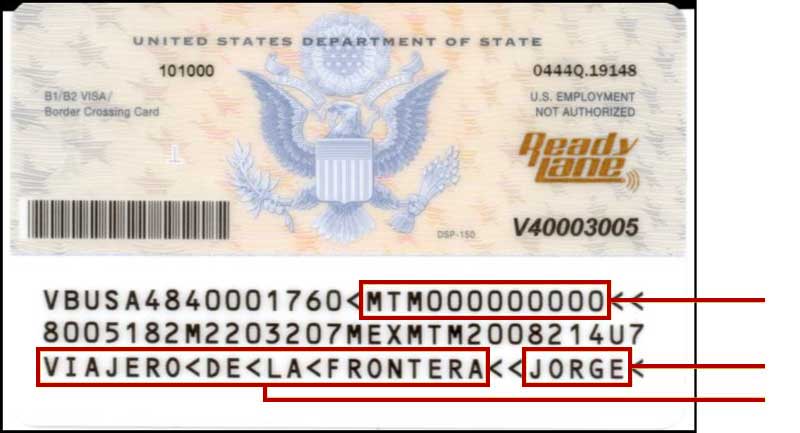 UNITED STATES DEPARTMENT OF STATE
101000
0444Q.19148
B1/B2 VISA/
Border Crossing Card
U.S. EMPLOYMENT
NOT AUTHORIZED
Ready
Lane
1
DSP-150
V40003005
VBUSA4840001760<MTM000000000<<
8005182M2203207MEXMTM2008214U7
VIAJERO<DE<LA<FRONTERA<<JORGE<